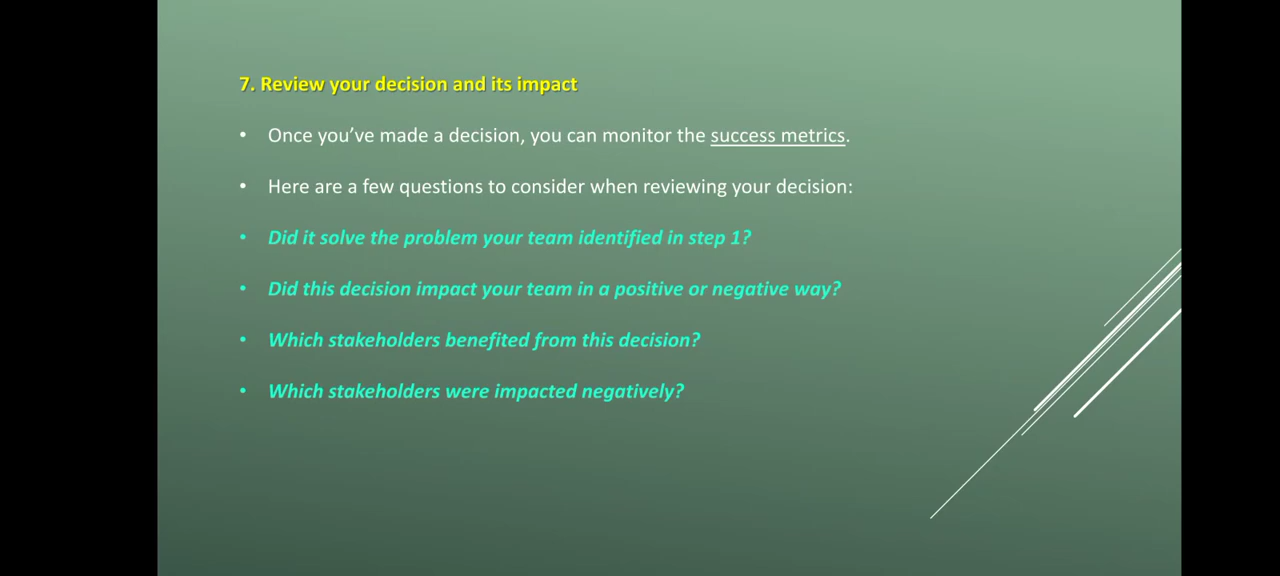 7. Review your decision and its impact
• Once you’ve made a decision, you can monitor the success metrics.
• Here are a few questions to consider when reviewing your decision:
• Did it solve the problem your team identified in step 1?
• Did this decision impact your team in a positive or negative way?
• Which stakeholders benefited from this decision?
• Which stakeholders were impacted negatively?